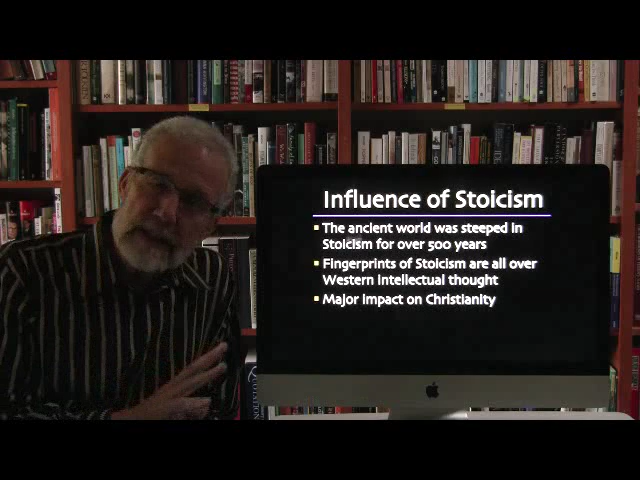 Influence of Stoicism
The ancient world was steeped in
Stoicism for over 500 years
Fingerprints of Stoicism are all over
Western intellectual thought
Major impact on Christianity